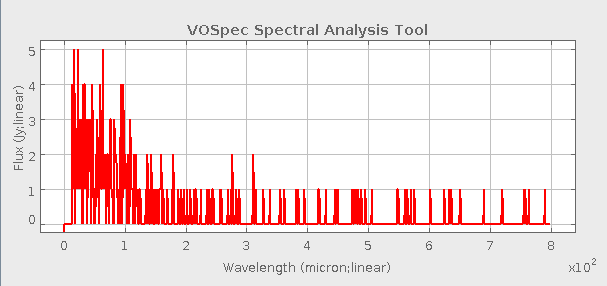 VOSpec Spectral Analysis Tool
Flux (Jy;linear)
5
4
3
2
1
0
0 1 2 3 4 5 6 7 8
x10²
Wavelength (micron;linear)